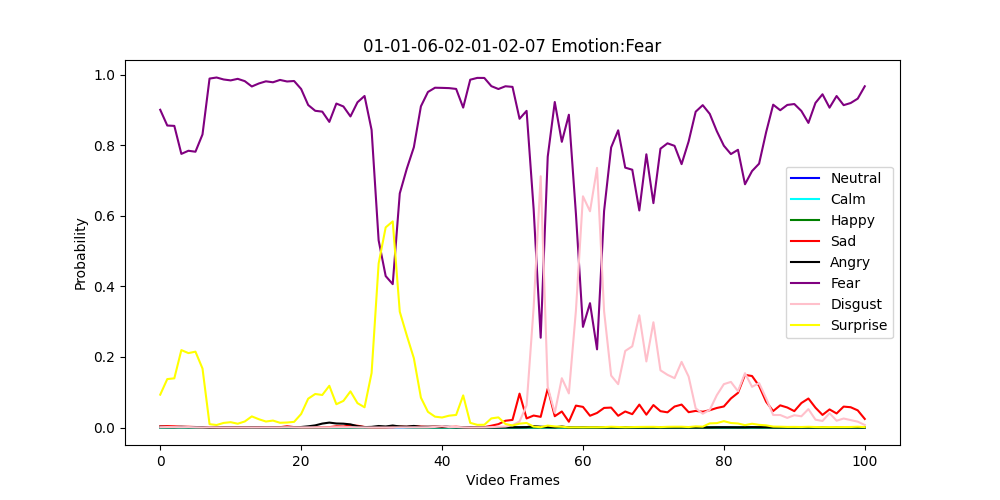 01-01-06-02-01-02-07 Emotion:Fear
Probability
1.0
0.8
0.6
0.4
0.2
0.0
Neutral
Calm
Happy
Sad
Angry
Fear
Disgust
Surprise
0 20 40 60 80 100
Video Frames